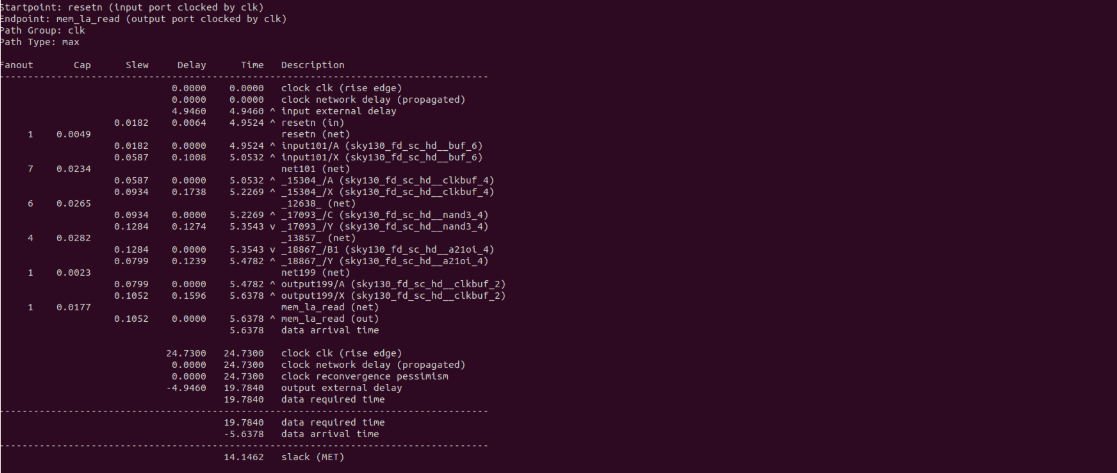 Startpoint: resetn (input port clocked by clk)
Endpoint: mem_la_read (output port clocked by clk)
Path Group: clk
Path Type: max
Fanout Cap Slew Delay Time Description
-----------------------------------------------------------------------------
0.0000 0.0000 clock clk (rise edge)
0.0000 0.0000 clock network delay (propagated)
4.9460 4.9460 ^ input external delay
0.0182 0.0064 4.9524 ^ resetn (in)
1 0.0049 resetn (net)
0.0182 0.0000 4.9524 ^ input101/A (sky130_fd_sc_hd__buf_6)
0.0587 0.1008 5.0532 ^ input101/X (sky130_fd_sc_hd__buf_6)
7 0.0234 net101 (net)
0.0587 0.0000 5.0532 ^ _15304_/A (sky130_fd_sc_hd__clkbuf_4)
0.0934 0.1738 5.2269 ^ _15304_/X (sky130_fd_sc_hd__clkbuf_4)
6 0.0265 _12638_ (net)
0.0934 0.0000 5.2269 ^ _17093_/C (sky130_fd_sc_hd__nand3_4)
0.1284 0.1274 5.3543 v _17093_/Y (sky130_fd_sc_hd__nand3_4)
4 0.0282 _13857_ (net)
0.1284 0.0000 5.3543 v _18867_/B1 (sky130_fd_sc_hd__a21oi_4)
0.0799 0.1239 5.4782 ^ _18867_/Y (sky130_fd_sc_hd__a21oi_4)
1 0.0023 net199 (net)
0.0799 0.0000 5.4782 ^ output199/A (sky130_fd_sc_hd__clkbuf_2)
0.1052 0.1596 5.6378 ^ output199/X (sky130_fd_sc_hd__clkbuf_2)
1 0.0177 mem_la_read (net)
0.1052 0.0000 5.6378 ^ mem_la_read (out)
5.6378 data arrival time
24.7300 24.7300 clock clk (rise edge)
0.0000 24.7300 clock network delay (propagated)
0.0000 24.7300 clock reconvergence pessimism
-4.9460 19.7840 output external delay
19.7840 data required time
-----------------------------------------------------------------------------
19.7840 data required time
-5.6378 data arrival time
-----------------------------------------------------------------------------
14.1462 slack (MET)